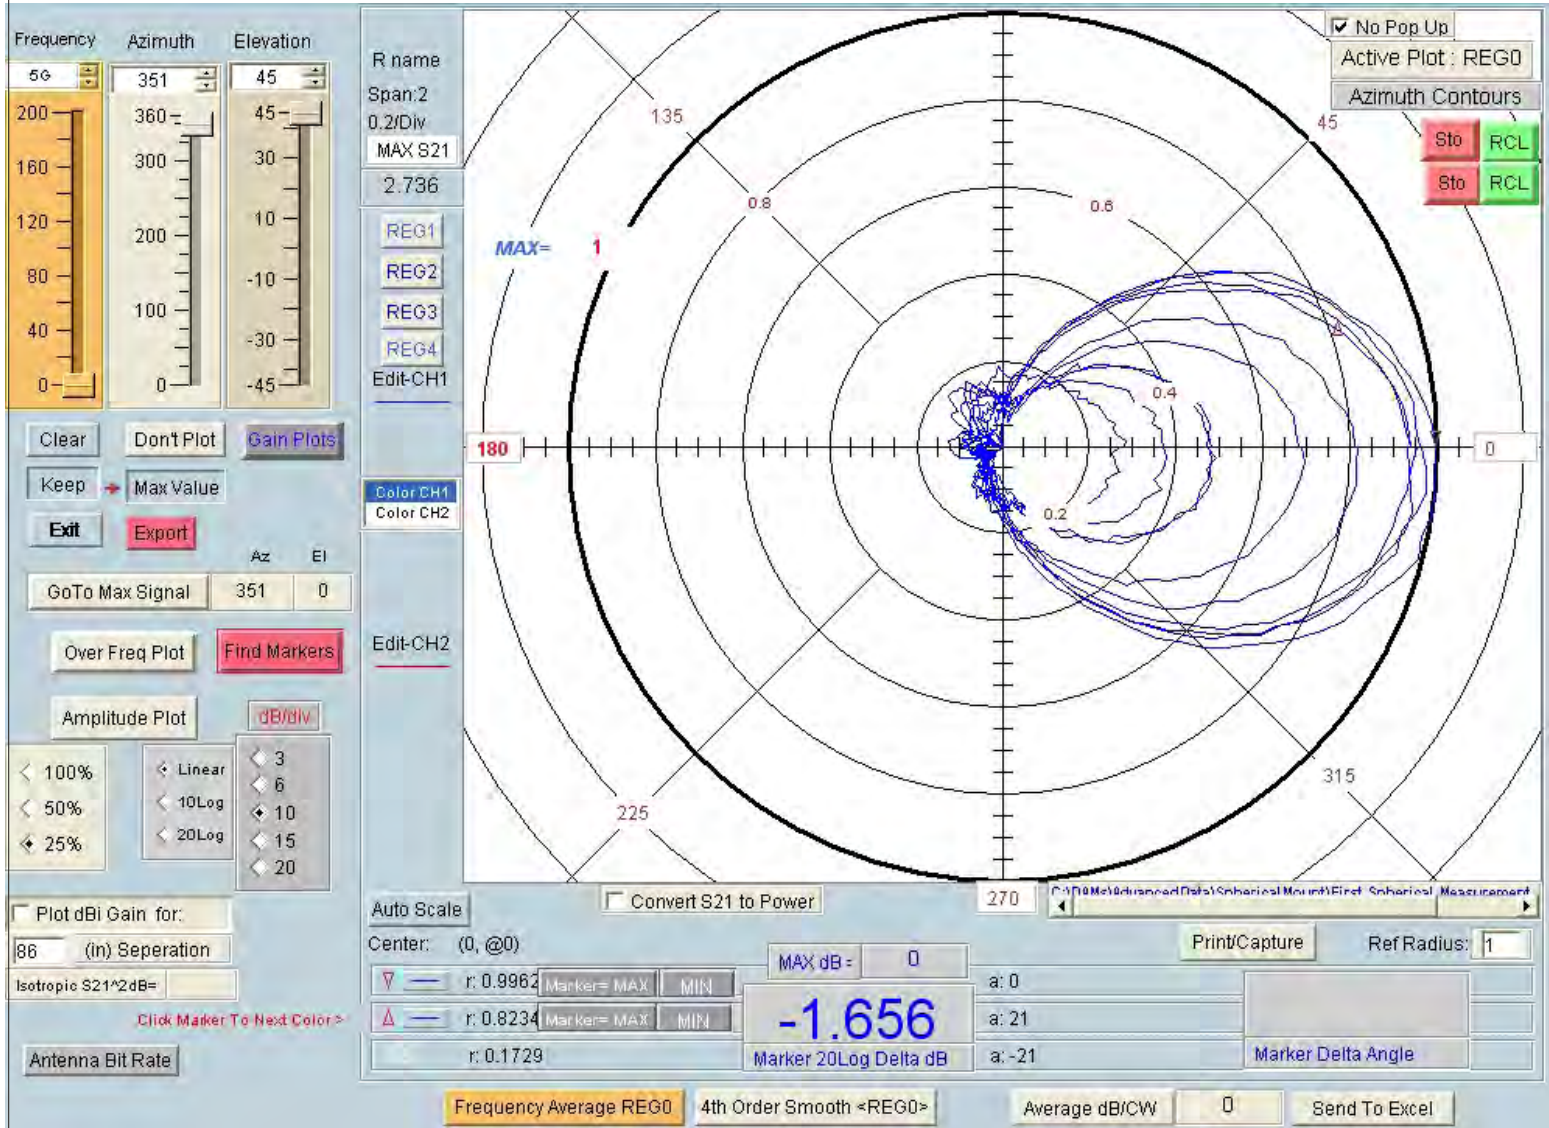 Frequency Azimuth Elevation
5G 351 45
200 360 45
160 300 30
120 200 10
80 -10
40 100 -30
0 0 -45
Clear Don't Plot Gain Plots
Keep Max Value
Exit Export
Az El
GoTo Max Signal 351 0
Over Freq Plot Find Markers
Amplitude Plot dB/div
100% Linear 3
50% 10Log 6
25% 20Log 10
15
20
Plot dBi Gain for:
86 (in) Seperation
Isotropic S21^2dB=
Click Marker To Next Color >
Antenna Bit Rate
R name
Span:2
0.2/Div
MAX S21
2.736
REG1
REG2
REG3
REG4
Edit-CH1
Color CH1
Color CH2
Edit-CH2
No Pop Up
Active Plot : REG0
Azimuth Contours
Sto RCL
Sto RCL
135 45
0.8 0.6
MAX= 1
0.4
180 0
0.2
315
225
270
C:\DAMs\AdvancedData\SphericalMount\First_Spherical_Measurement
Auto Scale Convert S21 to Power
Center: (0, @0) Print/Capture Ref Radius: 1
MAX dB = 0
r: 0.9962 Marker= MAX MIN a: 0
r: 0.8234 Marker= MAX MIN -1.656 a: 21
r: 0.1729 Marker 20Log Delta dB a: -21 Marker Delta Angle
Frequency Average REG0 4th Order Smooth <REG0> Average dB/CW 0 Send To Excel